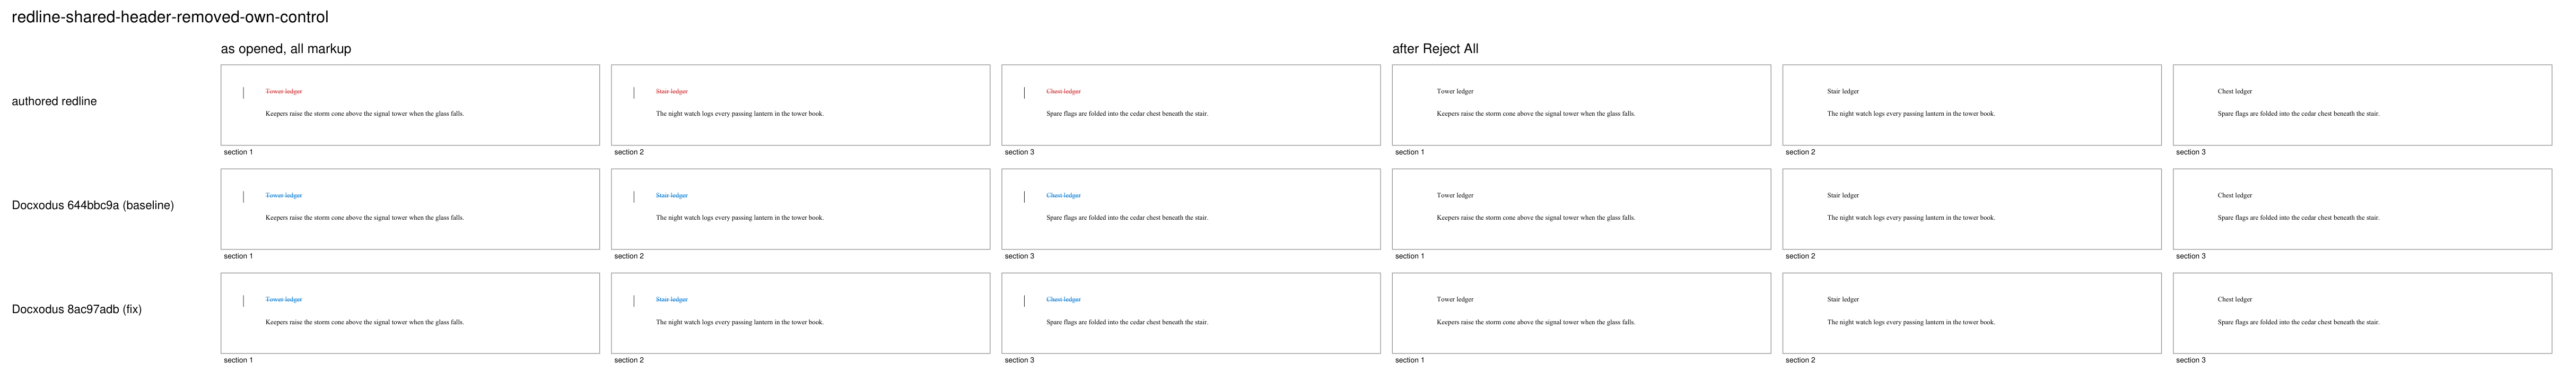 redline-shared-header-removed-own-control
as opened, all markup
after Reject All
authored redline
Tower ledger
Keepers raise the storm cone above the signal tower when the glass falls.
section 1
Stair ledger
The night watch logs every passing lantern in the tower book.
section 2
Chest ledger
Spare flags are folded into the cedar chest beneath the stair.
section 3
Tower ledger
Keepers raise the storm cone above the signal tower when the glass falls.
section 1
Stair ledger
The night watch logs every passing lantern in the tower book.
section 2
Chest ledger
Spare flags are folded into the cedar chest beneath the stair.
section 3
Docxodus 644bbc9a (baseline)
Tower ledger
Keepers raise the storm cone above the signal tower when the glass falls.
section 1
Stair ledger
The night watch logs every passing lantern in the tower book.
section 2
Chest ledger
Spare flags are folded into the cedar chest beneath the stair.
section 3
Tower ledger
Keepers raise the storm cone above the signal tower when the glass falls.
section 1
Stair ledger
The night watch logs every passing lantern in the tower book.
section 2
Chest ledger
Spare flags are folded into the cedar chest beneath the stair.
section 3
Docxodus 8ac97adb (fix)
Tower ledger
Keepers raise the storm cone above the signal tower when the glass falls.
section 1
Stair ledger
The night watch logs every passing lantern in the tower book.
section 2
Chest ledger
Spare flags are folded into the cedar chest beneath the stair.
section 3
Tower ledger
Keepers raise the storm cone above the signal tower when the glass falls.
section 1
Stair ledger
The night watch logs every passing lantern in the tower book.
section 2
Chest ledger
Spare flags are folded into the cedar chest beneath the stair.
section 3